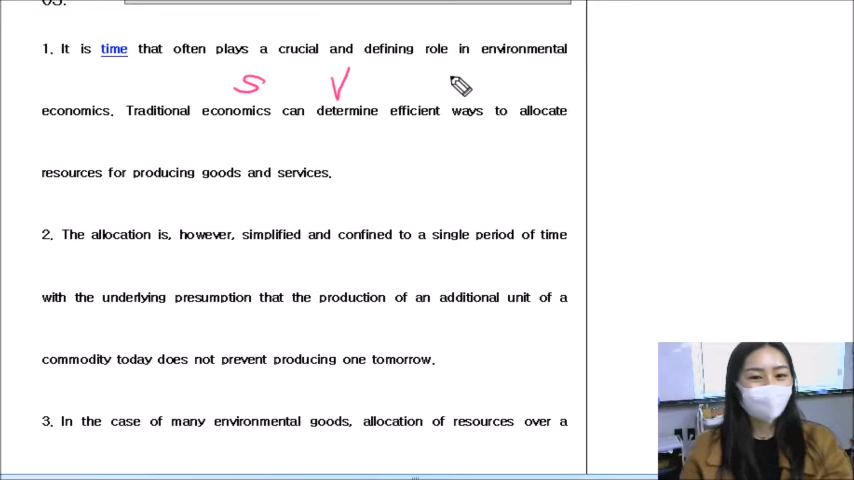 03.
1. It is time that often plays a crucial and defining role in environmental
S V
economics. Traditional economics can determine efficient ways to allocate
resources for producing goods and services.
2. The allocation is, however, simplified and confined to a single period of time
with the underlying presumption that the production of an additional unit of a
commodity today does not prevent producing one tomorrow.
3. In the case of many environmental goods, allocation of resources over a